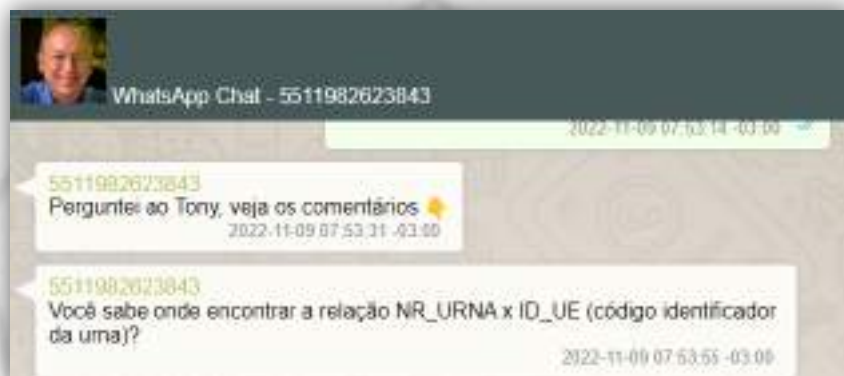 WhatsApp Chat - 5511982623843
2022-11-09 07:53:14 -03:00
5511982623843
Perguntei ao Tony, veja os comentários 👇
2022-11-09 07:53:31 -03:00
5511982623843
Você sabe onde encontrar a relação NR_URNA x ID_UE (código identificador
da urna)?
2022-11-09 07:53:55 -03:00